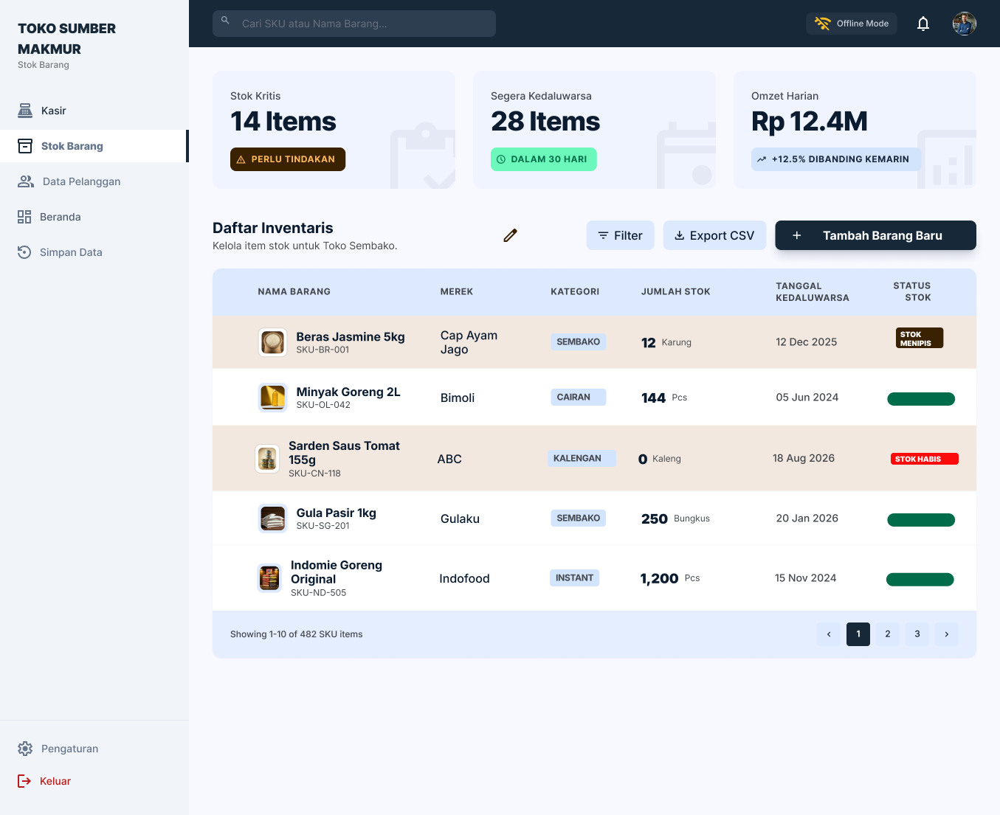 TOKO SUMBER
MAKMUR
Stok Barang
Kasir
Stok Barang
Data Pelanggan
Beranda
Simpan Data
Pengaturan
Keluar
Cari SKU atau Nama Barang...
Offline Mode
Stok Kritis
14 Items
PERLU TINDAKAN
Segera Kedaluwarsa
28 Items
DALAM 30 HARI
Omzet Harian
Rp 12.4M
+12.5% DIBANDING KEMARIN
Daftar Inventaris
Kelola item stok untuk Toko Sembako.
Filter
Export CSV
+ Tambah Barang Baru
NAMA BARANG MEREK KATEGORI JUMLAH STOK TANGGAL KEDALUWARSA STATUS STOK
Beras Jasmine 5kg
SKU-BR-001
Cap Ayam
Jago
SEMBAKO
12 Karung
12 Dec 2025
STOK
MENIPIS
Minyak Goreng 2L
SKU-OL-042
Bimoli
CAIRAN
144 Pcs
05 Jun 2024
Sarden Saus Tomat
155g
SKU-CN-118
ABC
KALENGAN
0 Kaleng
18 Aug 2026
STOK HABIS
Gula Pasir 1kg
SKU-SG-201
Gulaku
SEMBAKO
250 Bungkus
20 Jan 2026
Indomie Goreng
Original
SKU-ND-505
Indofood
INSTANT
1,200 Pcs
15 Nov 2024
Showing 1-10 of 482 SKU items
‹ 1 2 3 ›